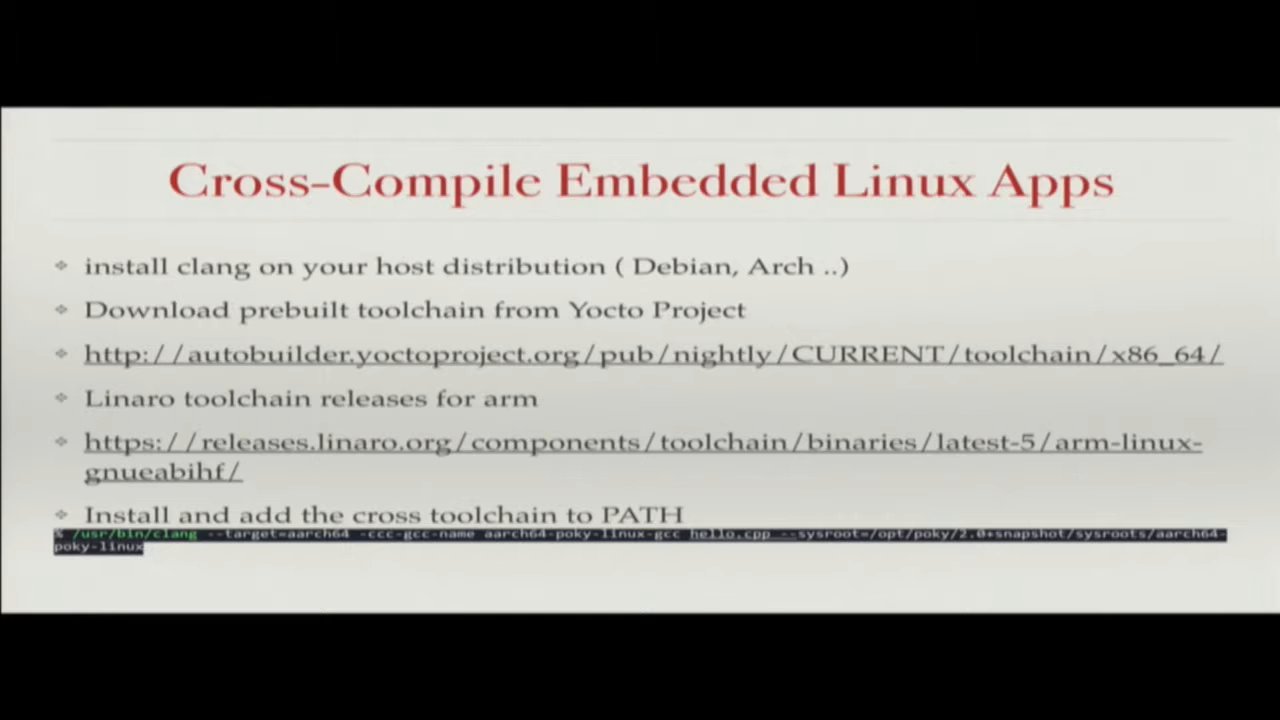 Cross-Compile Embedded Linux Apps
install clang on your host distribution ( Debian, Arch ..)
Download prebuilt toolchain from Yocto Project
http://autobuilder.yoctoproject.org/pub/nightly/CURRENT/toolchain/x86_64/
Linaro toolchain releases for arm
https://releases.linaro.org/components/toolchain/binaries/latest-5/arm-linux-
gnueabihf/
Install and add the cross toolchain to PATH
% /usr/bin/clang --target=aarch64 -ccc-gcc-name aarch64-poky-linux-gcc hello.cpp --sysroot=/opt/poky/2.0+snapshot/sysroots/aarch64-
poky-linux